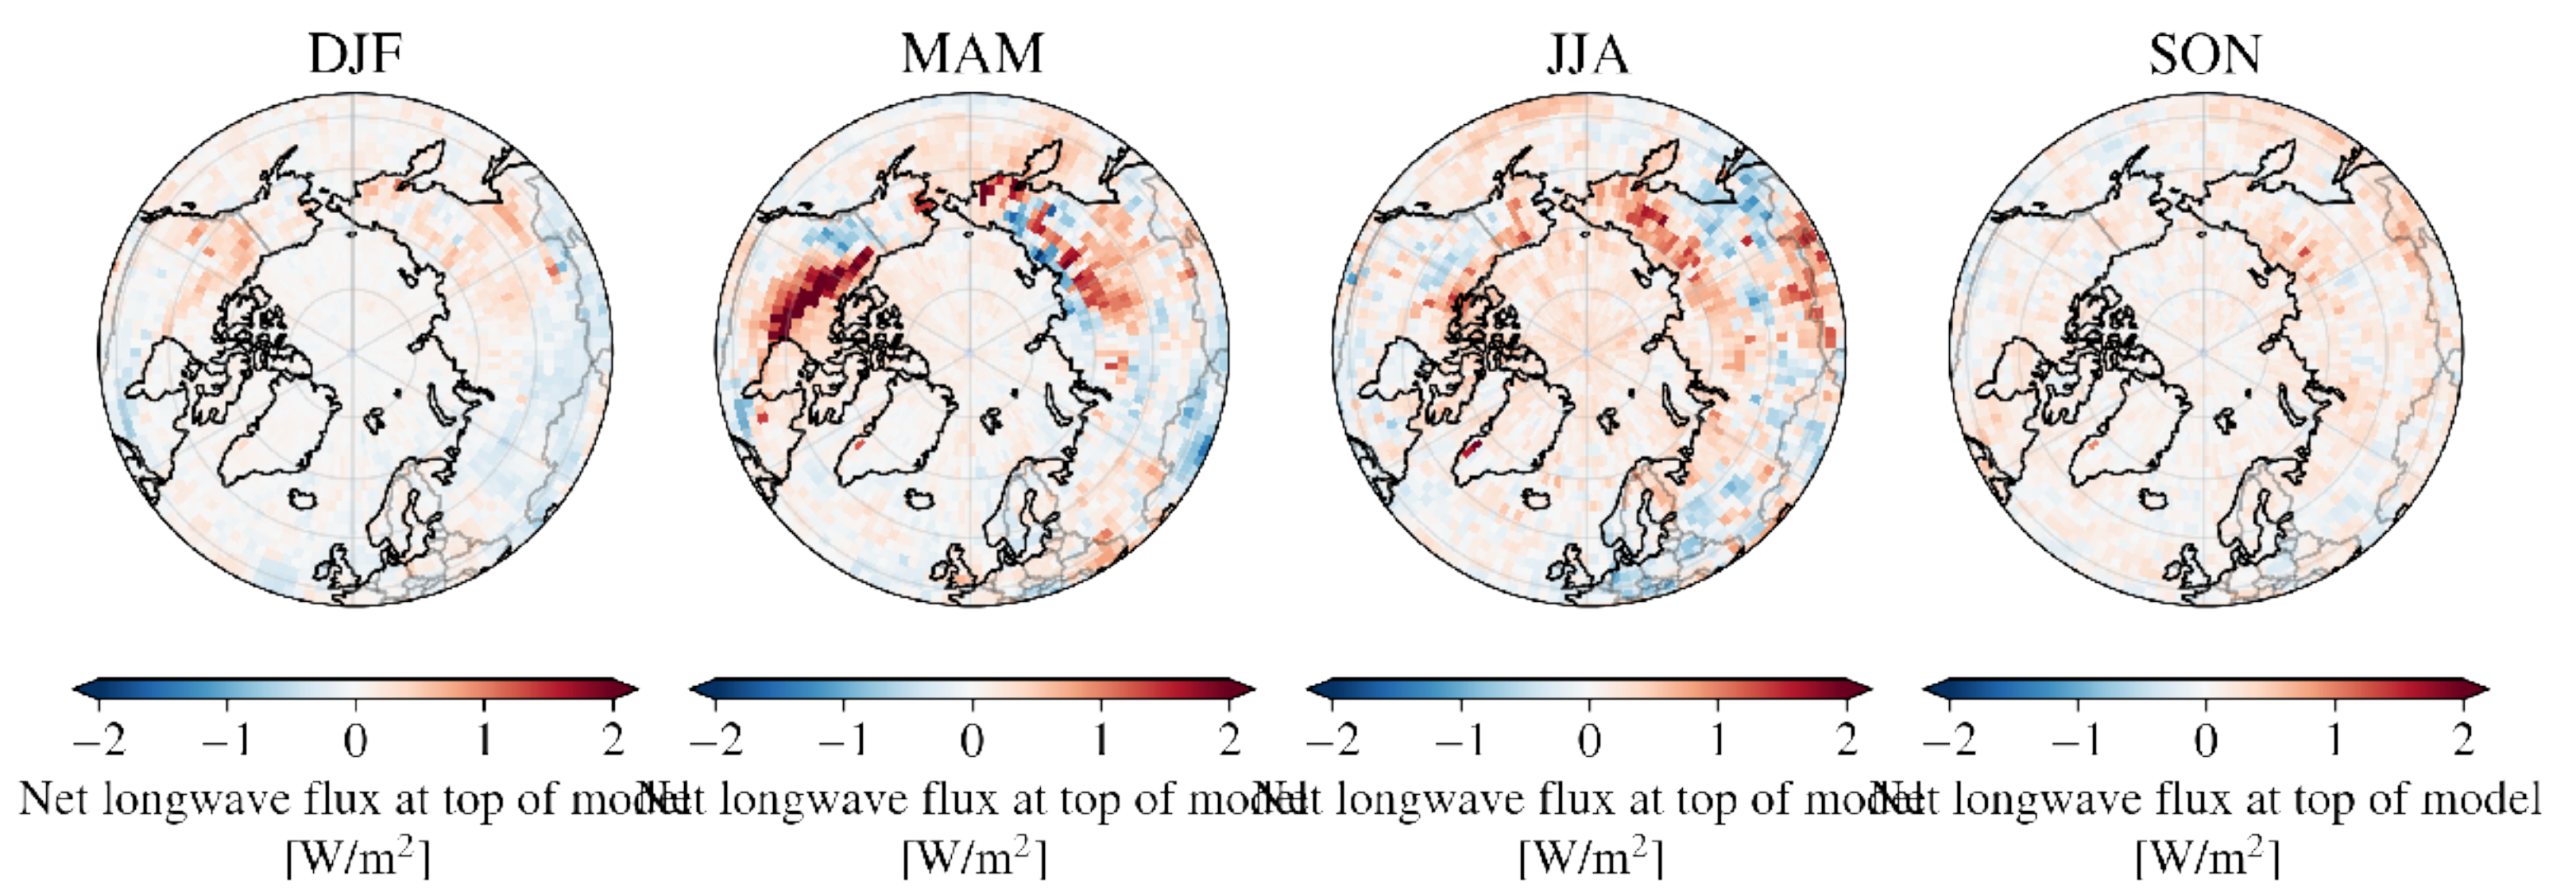 DJF MAM JJA SON
−2 −1 0 1 2 −2 −1 0 1 2 −2 −1 0 1 2 −2 −1 0 1 2
Net longwave flux at top of model Net longwave flux at top of model Net longwave flux at top of model Net longwave flux at top of model
[W/m²] [W/m²] [W/m²] [W/m²]